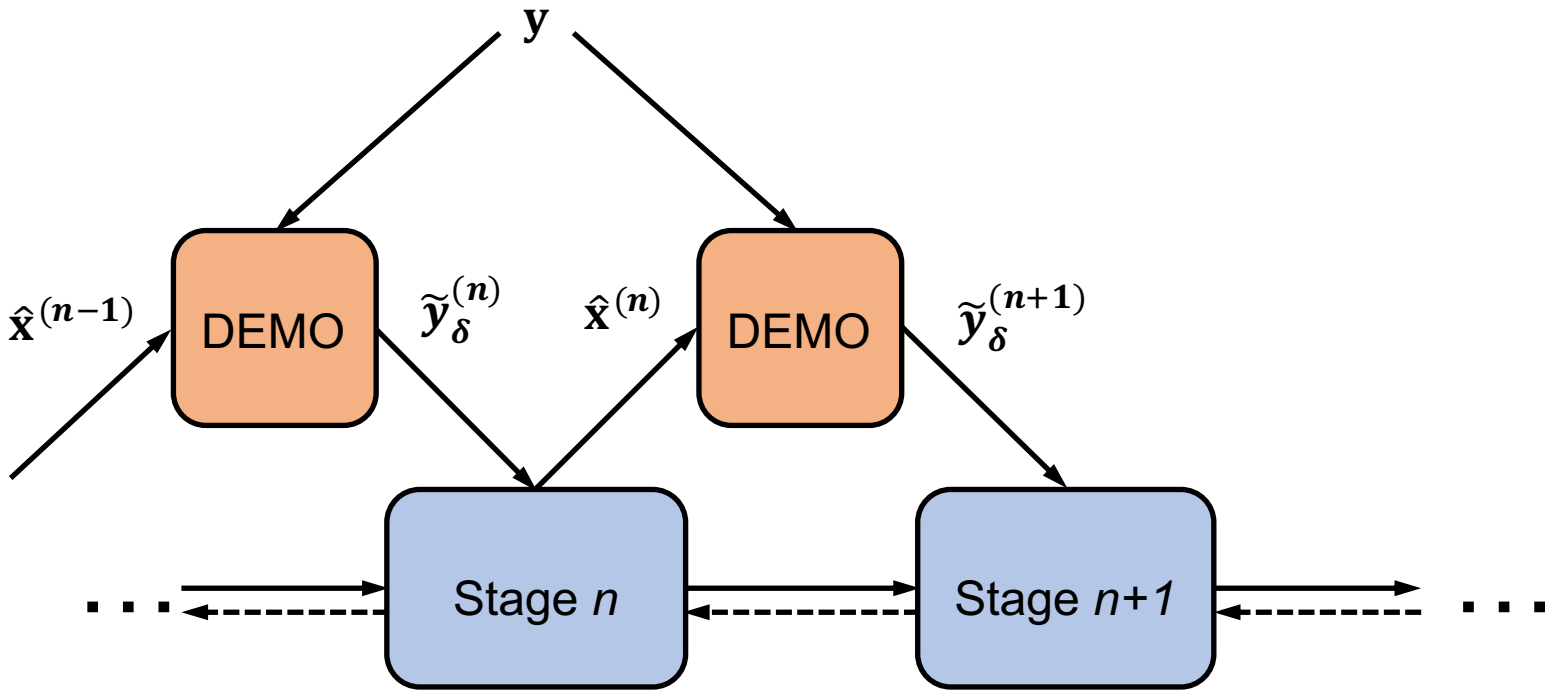 y
x̂^(n−1)
DEMO
ỹ_δ^(n)
x̂^(n)
DEMO
ỹ_δ^(n+1)
. . .
Stage n
Stage n+1
. . .